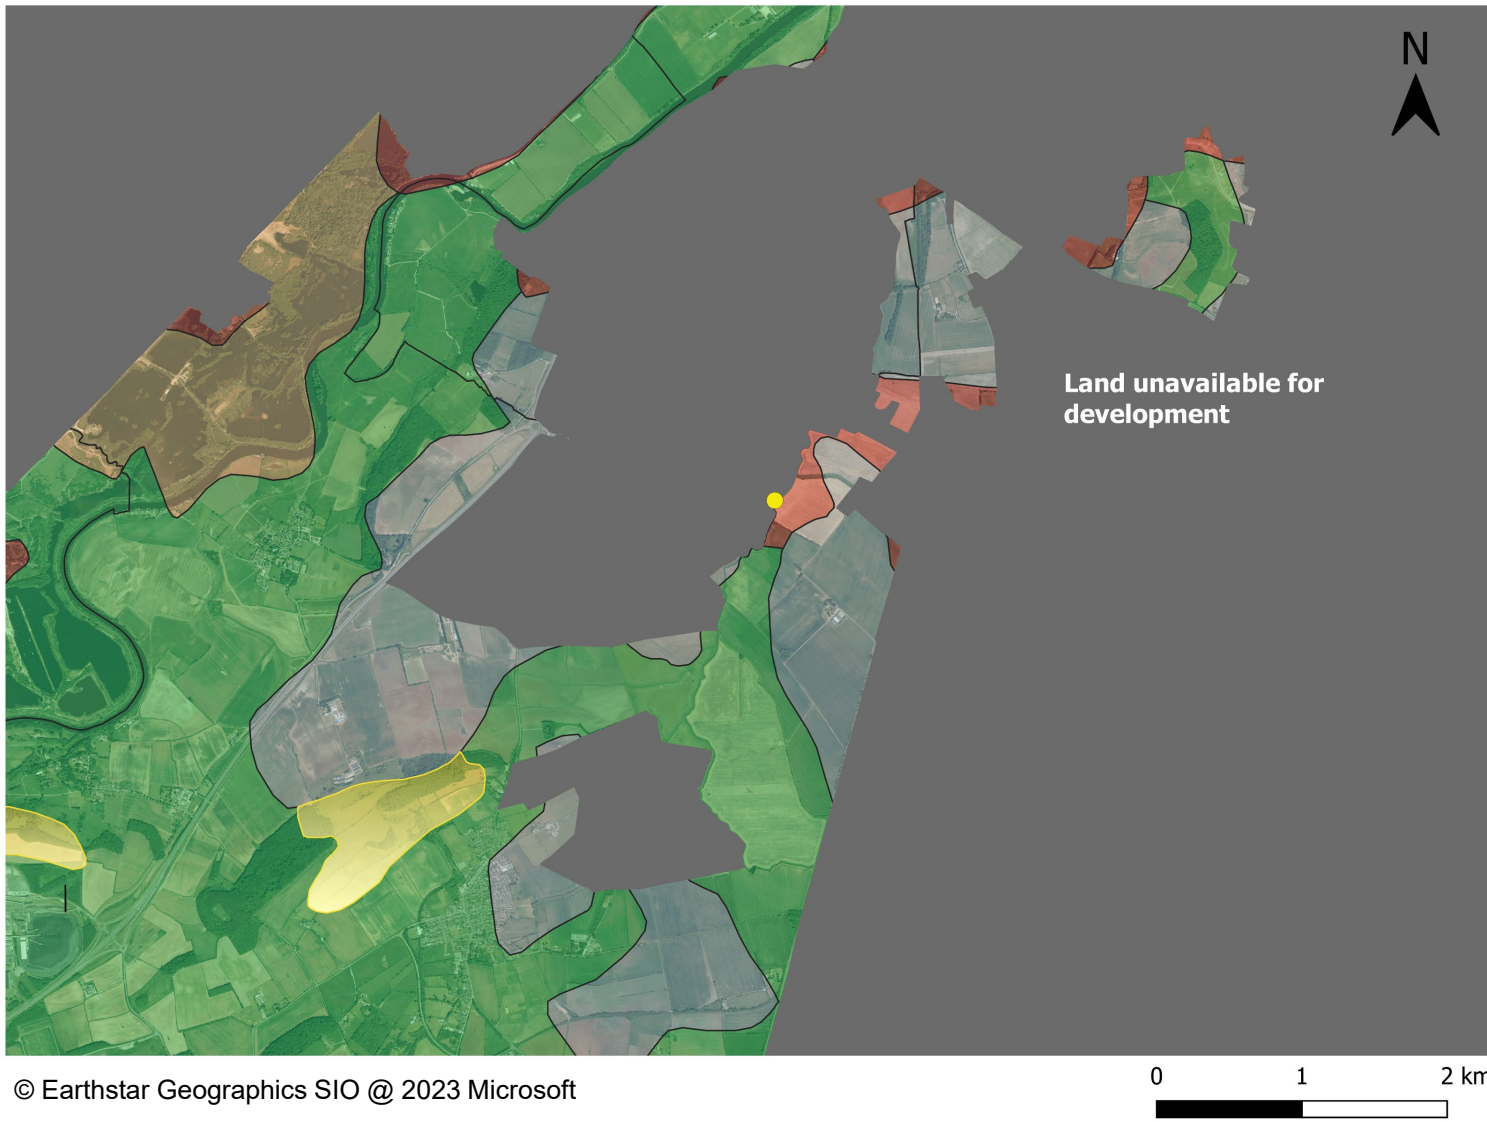 N
Land unavailable for
development
© Earthstar Geographics SIO @ 2023 Microsoft
0 1 2 km